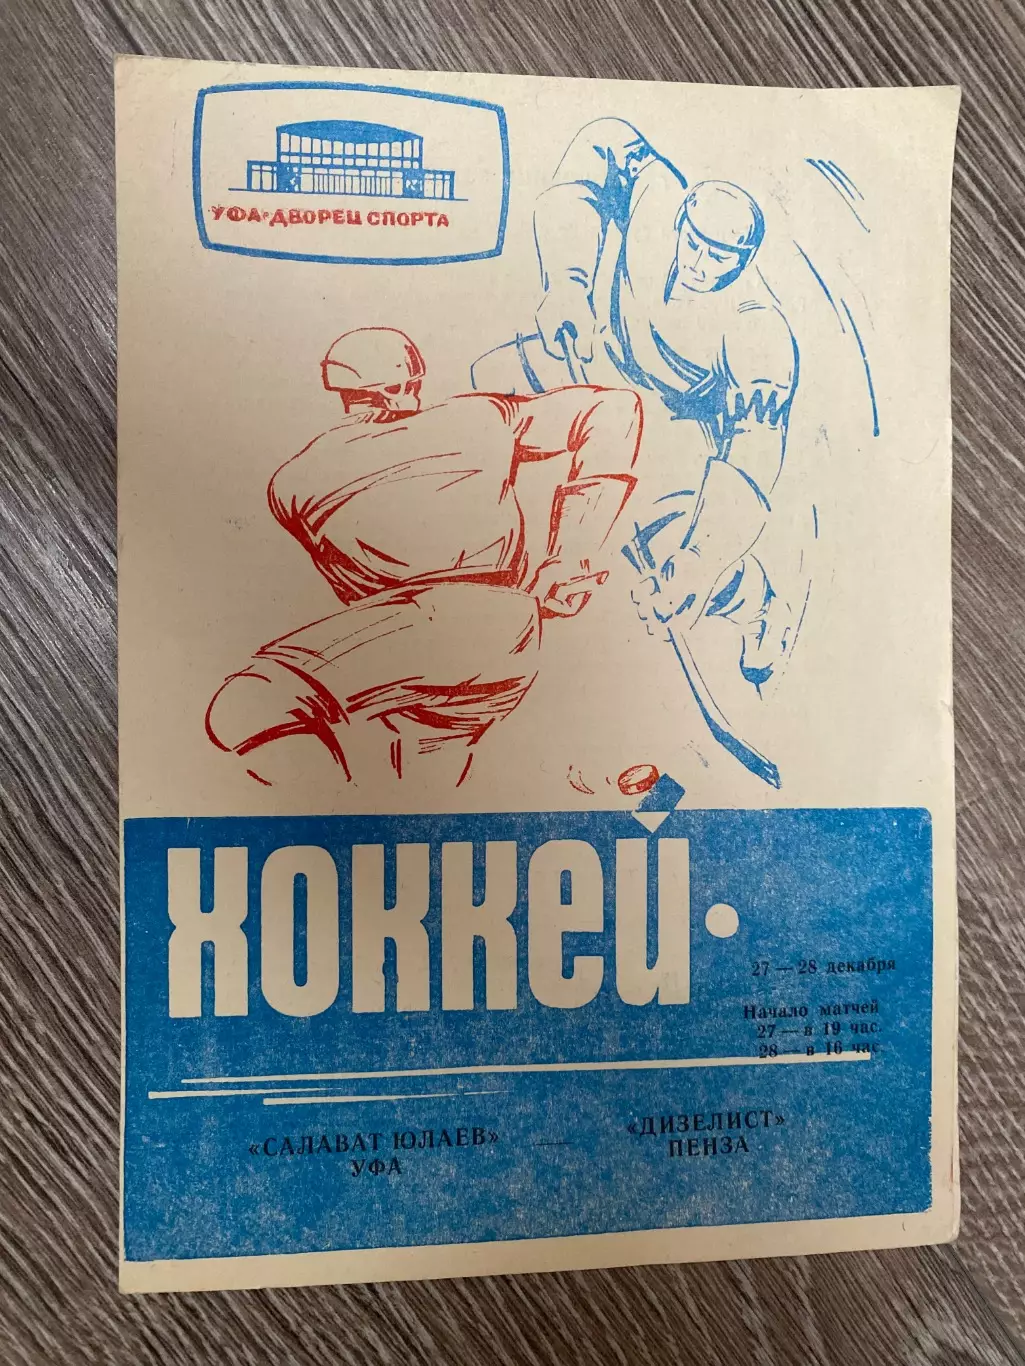 УФА•ДВОРЕЦ СПОРТА
ХОККЕЙ•
27 — 28 декабря
Начало матчей
27 — в 19 час.
28 — в 16 час.
«САЛАВАТ ЮЛАЕВ» — «ДИЗЕЛИСТ»
УФА ПЕНЗА